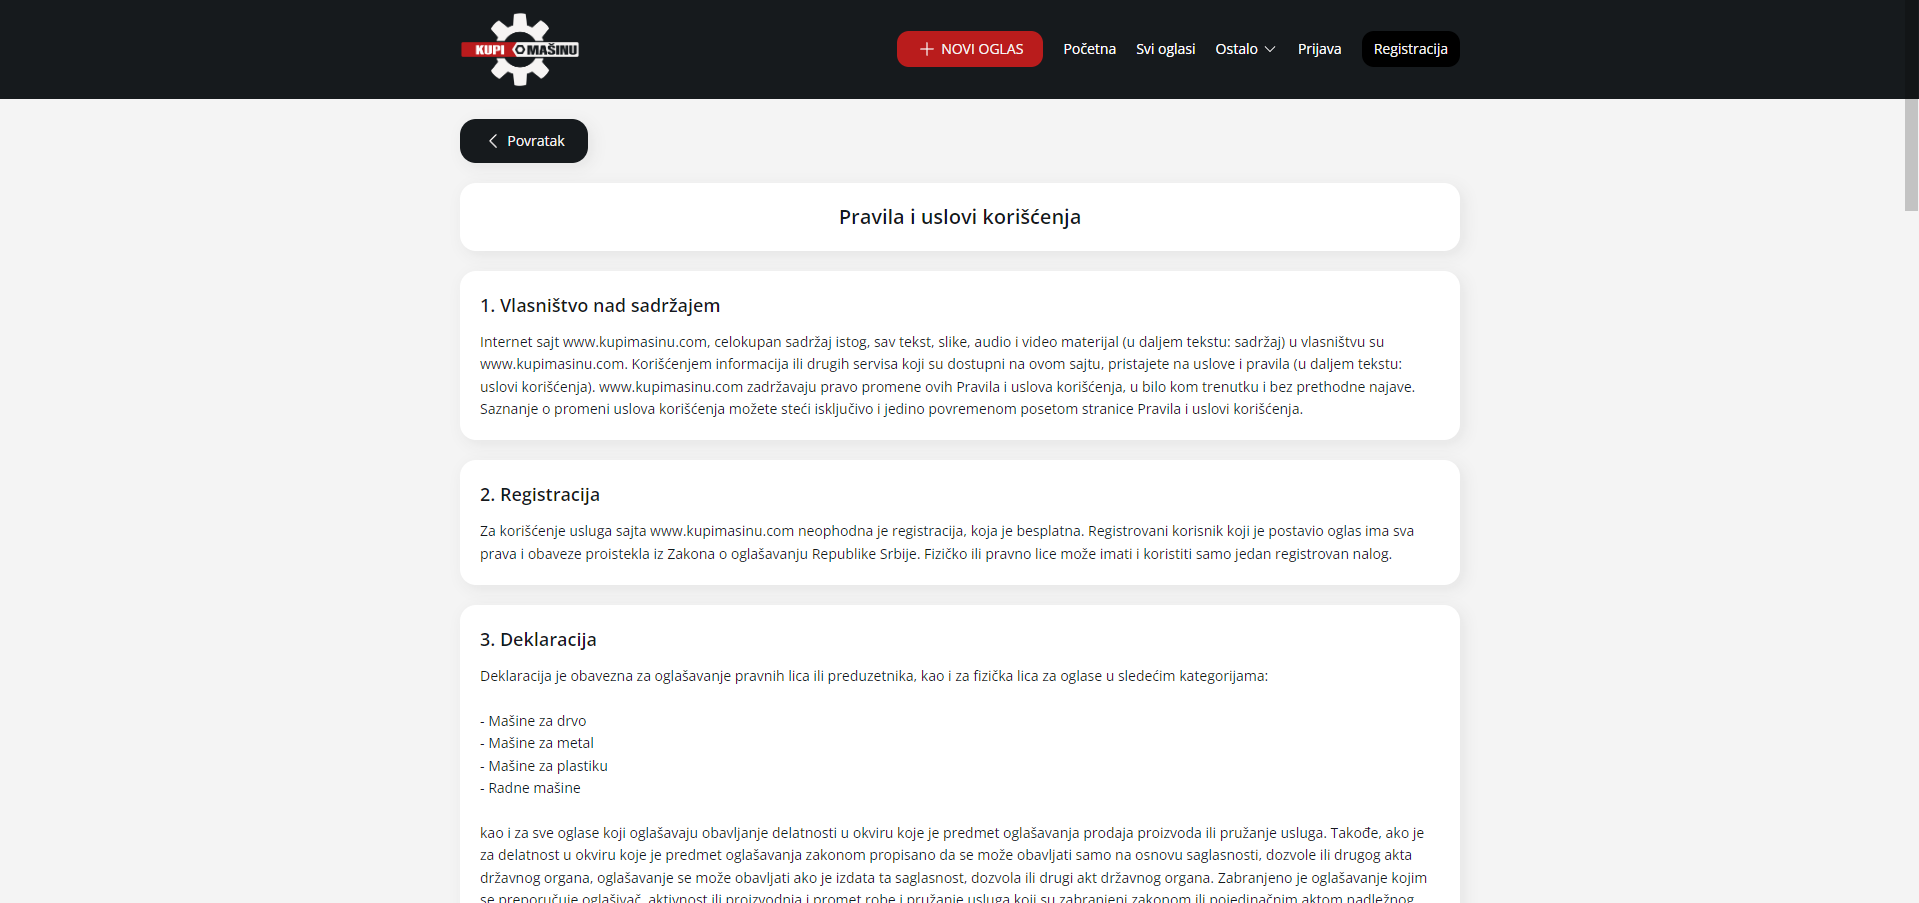 KUPI MAŠINU
NOVI OGLAS
Početna
Svi oglasi
Ostalo
Prijava
Registracija
Povratak
Pravila i uslovi korišćenja
1. Vlasništvo nad sadržajem
Internet sajt www.kupimasinu.com, celokupan sadržaj istog, sav tekst, slike, audio i video materijal (u daljem tekstu: sadržaj) u vlasništvu su
www.kupimasinu.com. Korišćenjem informacija ili drugih servisa koji su dostupni na ovom sajtu, pristajete na uslove i pravila (u daljem tekstu:
uslovi korišćenja). www.kupimasinu.com zadržavaju pravo promene ovih Pravila i uslova korišćenja, u bilo kom trenutku i bez prethodne najave.
Saznanje o promeni uslova korišćenja možete steći isključivo i jedino povremenom posetom stranice Pravila i uslovi korišćenja.
2. Registracija
Za korišćenje usluga sajta www.kupimasinu.com neophodna je registracija, koja je besplatna. Registrovani korisnik koji je postavio oglas ima sva
prava i obaveze proistekla iz Zakona o oglašavanju Republike Srbije. Fizičko ili pravno lice može imati i koristiti samo jedan registrovan nalog.
3. Deklaracija
Deklaracija je obavezna za oglašavanje pravnih lica ili preduzetnika, kao i za fizička lica za oglase u sledećim kategorijama:
- Mašine za drvo
- Mašine za metal
- Mašine za plastiku
- Radne mašine
kao i za sve oglase koji oglašavaju obavljanje delatnosti u okviru koje je predmet oglašavanja prodaja proizvoda ili pružanje usluga. Takođe, ako je
za delatnost u okviru koje je predmet oglašavanja zakonom propisano da se može obavljati samo na osnovu saglasnosti, dozvole ili drugog akta
državnog organa, oglašavanje se može obavljati ako je izdata ta saglasnost, dozvola ili drugi akt državnog organa. Zabranjeno je oglašavanje kojim
se preporučuje oglašivač, aktivnost ili proizvodnja i promet robe i pružanje usluga koji su zabranjeni zakonom ili pojedinačnim aktom nadležnog